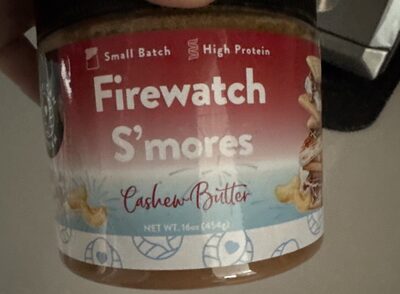 Small Batch High Protein
Firewatch
S'mores
Cashew Butter
NET WT. 16oz (454g)